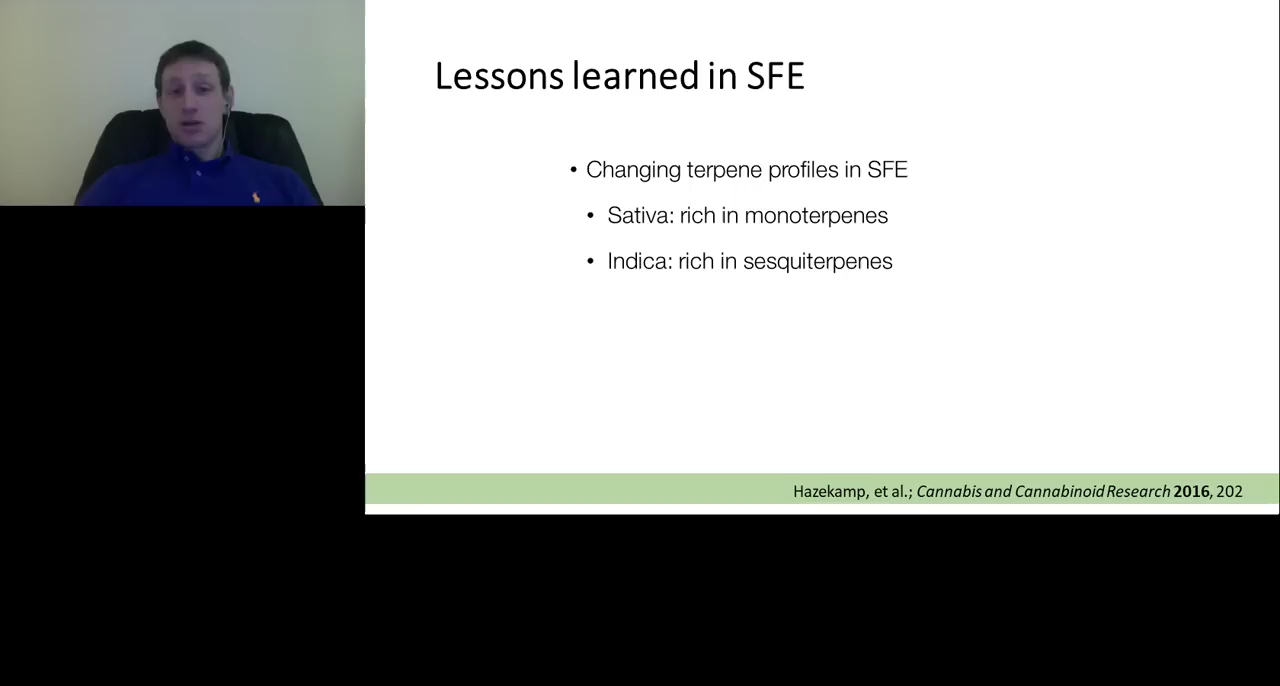 Lessons learned in SFE
• Changing terpene profiles in SFE
• Sativa: rich in monoterpenes
• Indica: rich in sesquiterpenes
Hazekamp, et al.; Cannabis and Cannabinoid Research 2016, 202